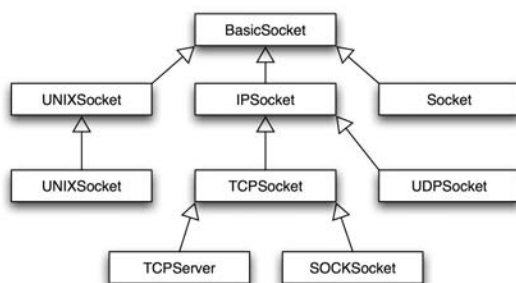 BasicSocket
UNIXSocket
IPSocket
Socket
UNIXSocket
TCPSocket
UDPSocket
TCPServer
SOCKSocket